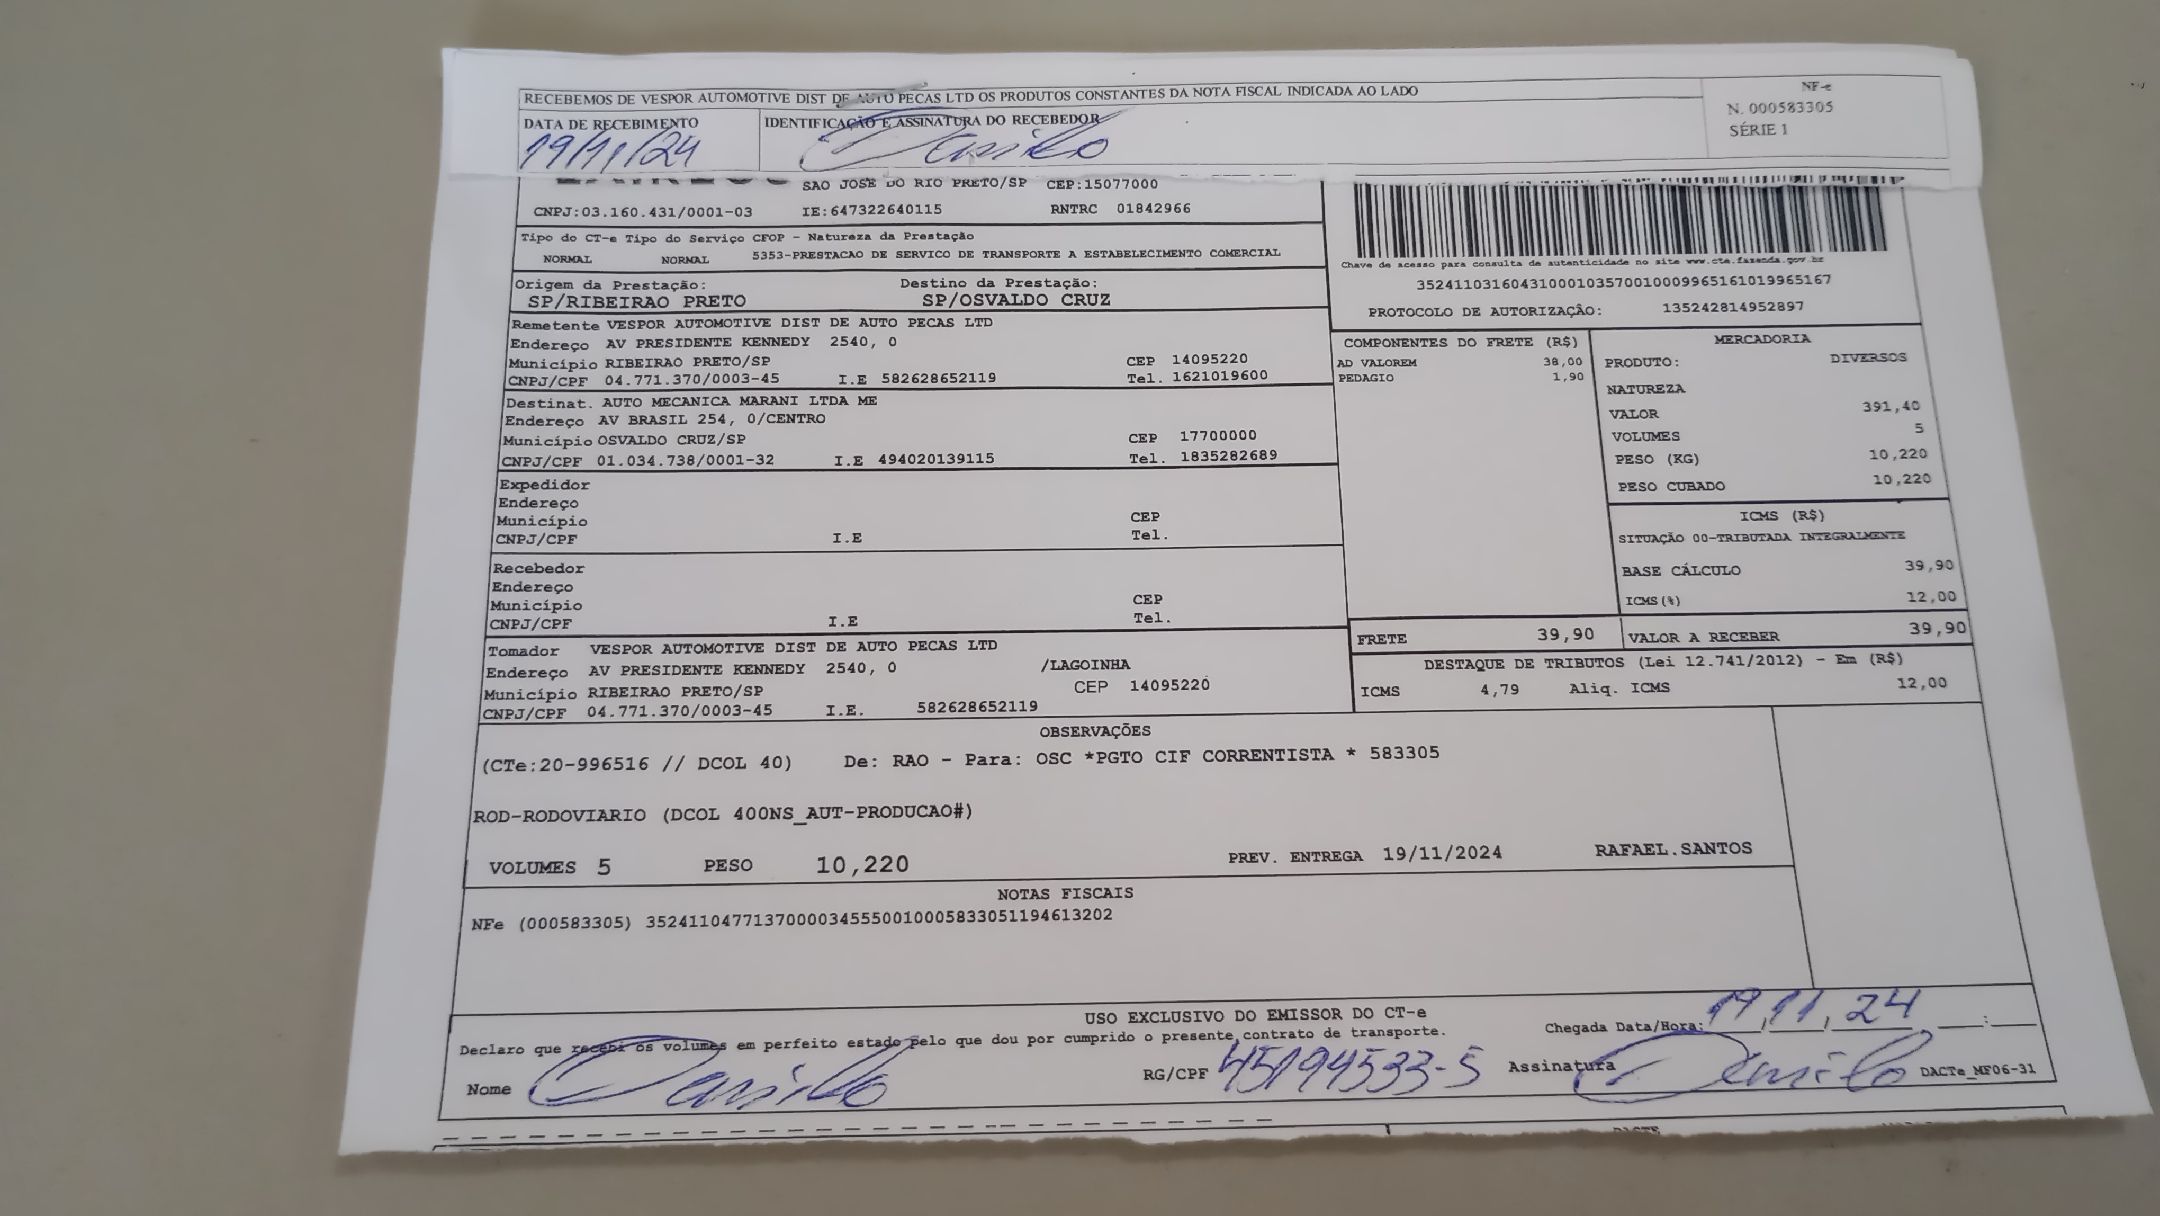 RECEBEMOS DE VESPOR AUTOMOTIVE DIST DE AUTO PECAS LTD OS PRODUTOS CONSTANTES DA NOTA FISCAL INDICADA AO LADO
NF-e
N. 000583305
SÉRIE 1
DATA DE RECEBIMENTO
19/11/24
IDENTIFICAÇÃO E ASSINATURA DO RECEBEDOR
Danilo
SAO JOSE DO RIO PRETO/SP CEP:15077000
CNPJ:03.160.431/0001-03 IE:647322640115 RNTRC 01842966
Tipo do CT-e Tipo do Serviço CFOP - Natureza da Prestação
NORMAL NORMAL 5353-PRESTACAO DE SERVICO DE TRANSPORTE A ESTABELECIMENTO COMERCIAL
Chave de acesso para consulta de autenticidade no site www.cte.fazenda.gov.br
35241103160431000103570010009965161019965167
PROTOCOLO DE AUTORIZAÇÃO: 135242814952897
Origem da Prestação: Destino da Prestação:
SP/RIBEIRAO PRETO SP/OSVALDO CRUZ
Remetente VESPOR AUTOMOTIVE DIST DE AUTO PECAS LTD
Endereço AV PRESIDENTE KENNEDY 2540, 0
Município RIBEIRAO PRETO/SP CEP 14095220
CNPJ/CPF 04.771.370/0003-45 I.E 582628652119 Tel. 1621019600
Destinat. AUTO MECANICA MARANI LTDA ME
Endereço AV BRASIL 254, 0/CENTRO
Município OSVALDO CRUZ/SP CEP 17700000
CNPJ/CPF 01.034.738/0001-32 I.E 494020139115 Tel. 1835282689
Expedidor
Endereço
Município CEP
CNPJ/CPF I.E Tel.
Recebedor
Endereço
Município CEP
CNPJ/CPF I.E Tel.
Tomador VESPOR AUTOMOTIVE DIST DE AUTO PECAS LTD
Endereço AV PRESIDENTE KENNEDY 2540, 0 /LAGOINHA
Município RIBEIRAO PRETO/SP CEP 14095220
CNPJ/CPF 04.771.370/0003-45 I.E. 582628652119
COMPONENTES DO FRETE (R$)
AD VALOREM 38,00
PEDAGIO 1,90
MERCADORIA
PRODUTO: DIVERSOS
NATUREZA
VALOR 391,40
VOLUMES 5
PESO (KG) 10,220
PESO CUBADO 10,220
ICMS (R$)
SITUAÇÃO 00-TRIBUTADA INTEGRALMENTE
BASE CÁLCULO 39,90
ICMS(%) 12,00
FRETE 39,90 VALOR A RECEBER 39,90
DESTAQUE DE TRIBUTOS (Lei 12.741/2012) - Em (R$)
ICMS 4,79 Aliq. ICMS 12,00
OBSERVAÇÕES
(CTe:20-996516 // DCOL 40) De: RAO - Para: OSC *PGTO CIF CORRENTISTA * 583305
ROD-RODOVIARIO (DCOL 400NS_AUT-PRODUCAO#)
VOLUMES 5 PESO 10,220 PREV. ENTREGA 19/11/2024 RAFAEL.SANTOS
NOTAS FISCAIS
NFe (000583305) 35241104771370000345550010005833051194613202
USO EXCLUSIVO DO EMISSOR DO CT-e
Declaro que recebi os volumes em perfeito estado pelo que dou por cumprido o presente contrato de transporte. Chegada Data/Hora: 19/11/24 __:__
Nome Danilo RG/CPF 45194533-5 Assinatura Danilo DACTe_MF06-31